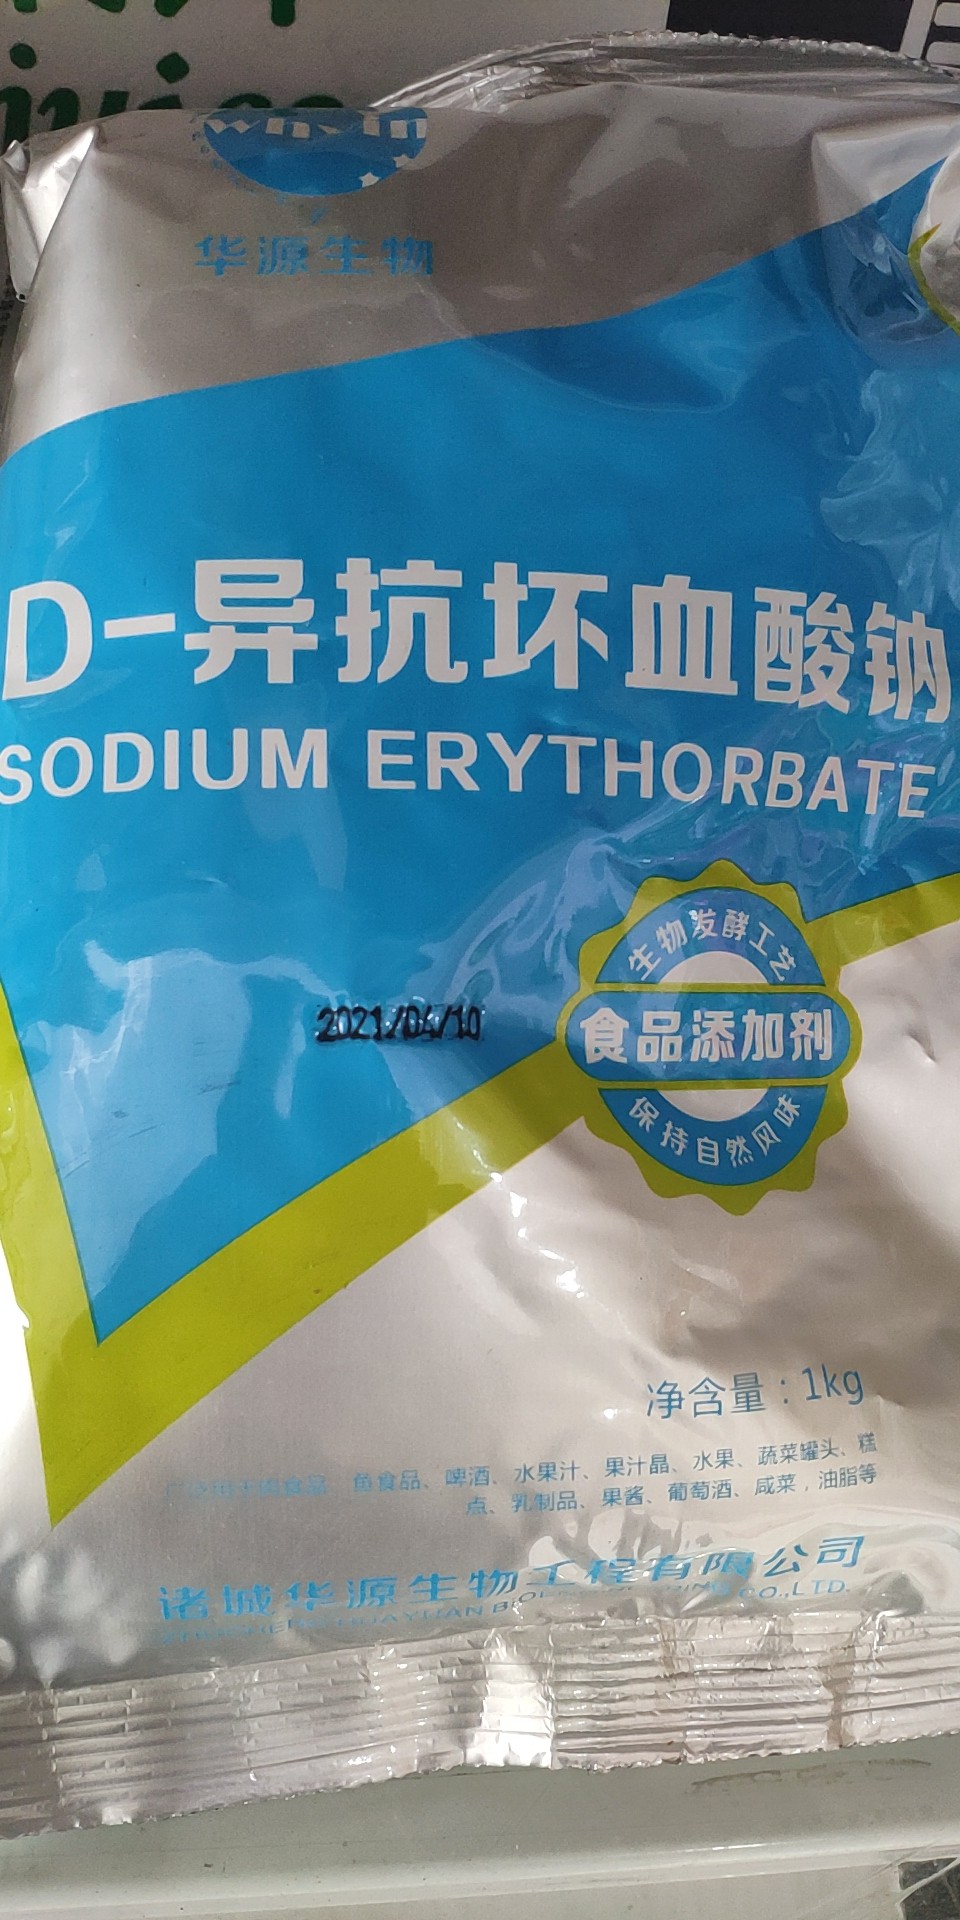 华源生物
D-异抗坏血酸钠
SODIUM ERYTHORBATE
生物发酵工艺
2021/04/10
食品添加剂
保持自然风味
净含量：1kg
鱼食品、啤酒、水果汁、果汁晶、水果、蔬菜罐头、糕
点、乳制品、果酱、葡萄酒、咸菜，油脂等
诸城华源生物工程有限公司
CO.,LTD.